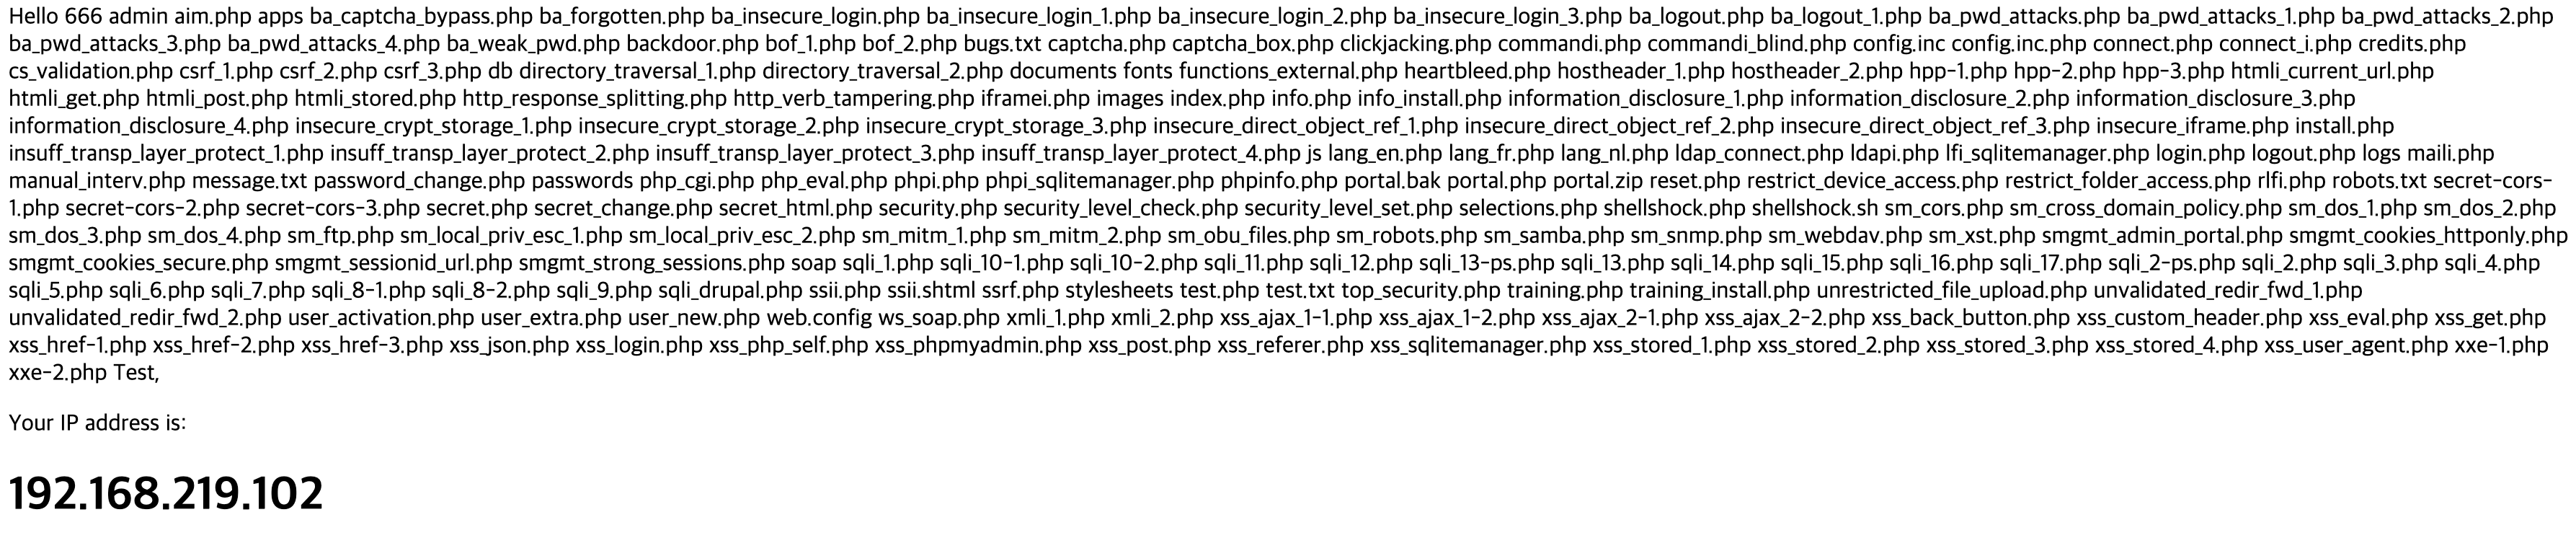 Hello 666 admin aim.php apps ba_captcha_bypass.php ba_forgotten.php ba_insecure_login.php ba_insecure_login_1.php ba_insecure_login_2.php ba_insecure_login_3.php ba_logout.php ba_logout_1.php ba_pwd_attacks.php ba_pwd_attacks_1.php ba_pwd_attacks_2.php
ba_pwd_attacks_3.php ba_pwd_attacks_4.php ba_weak_pwd.php backdoor.php bof_1.php bof_2.php bugs.txt captcha.php captcha_box.php clickjacking.php commandi.php commandi_blind.php config.inc config.inc.php connect.php connect_i.php credits.php
cs_validation.php csrf_1.php csrf_2.php csrf_3.php db directory_traversal_1.php directory_traversal_2.php documents fonts functions_external.php heartbleed.php hostheader_1.php hostheader_2.php hpp-1.php hpp-2.php hpp-3.php htmli_current_url.php
htmli_get.php htmli_post.php htmli_stored.php http_response_splitting.php http_verb_tampering.php iframei.php images index.php info.php info_install.php information_disclosure_1.php information_disclosure_2.php information_disclosure_3.php
information_disclosure_4.php insecure_crypt_storage_1.php insecure_crypt_storage_2.php insecure_crypt_storage_3.php insecure_direct_object_ref_1.php insecure_direct_object_ref_2.php insecure_direct_object_ref_3.php insecure_iframe.php install.php
insuff_transp_layer_protect_1.php insuff_transp_layer_protect_2.php insuff_transp_layer_protect_3.php insuff_transp_layer_protect_4.php js lang_en.php lang_fr.php lang_nl.php ldap_connect.php ldapi.php lfi_sqlitemanager.php login.php logout.php logs maili.php
manual_interv.php message.txt password_change.php passwords php_cgi.php php_eval.php phpi.php phpi_sqlitemanager.php phpinfo.php portal.bak portal.php portal.zip reset.php restrict_device_access.php restrict_folder_access.php rlfi.php robots.txt secret-cors-
1.php secret-cors-2.php secret-cors-3.php secret.php secret_change.php secret_html.php security.php security_level_check.php security_level_set.php selections.php shellshock.php shellshock.sh sm_cors.php sm_cross_domain_policy.php sm_dos_1.php sm_dos_2.php
sm_dos_3.php sm_dos_4.php sm_ftp.php sm_local_priv_esc_1.php sm_local_priv_esc_2.php sm_mitm_1.php sm_mitm_2.php sm_obu_files.php sm_robots.php sm_samba.php sm_snmp.php sm_webdav.php sm_xst.php smgmt_admin_portal.php smgmt_cookies_httponly.php
smgmt_cookies_secure.php smgmt_sessionid_url.php smgmt_strong_sessions.php soap sqli_1.php sqli_10-1.php sqli_10-2.php sqli_11.php sqli_12.php sqli_13-ps.php sqli_13.php sqli_14.php sqli_15.php sqli_16.php sqli_17.php sqli_2-ps.php sqli_2.php sqli_3.php sqli_4.php
sqli_5.php sqli_6.php sqli_7.php sqli_8-1.php sqli_8-2.php sqli_9.php sqli_drupal.php ssii.php ssii.shtml ssrf.php stylesheets test.php test.txt top_security.php training.php training_install.php unrestricted_file_upload.php unvalidated_redir_fwd_1.php
unvalidated_redir_fwd_2.php user_activation.php user_extra.php user_new.php web.config ws_soap.php xmli_1.php xmli_2.php xss_ajax_1-1.php xss_ajax_1-2.php xss_ajax_2-1.php xss_ajax_2-2.php xss_back_button.php xss_custom_header.php xss_eval.php xss_get.php
xss_href-1.php xss_href-2.php xss_href-3.php xss_json.php xss_login.php xss_php_self.php xss_phpmyadmin.php xss_post.php xss_referer.php xss_sqlitemanager.php xss_stored_1.php xss_stored_2.php xss_stored_3.php xss_stored_4.php xss_user_agent.php xxe-1.php
xxe-2.php Test,
Your IP address is:
192.168.219.102